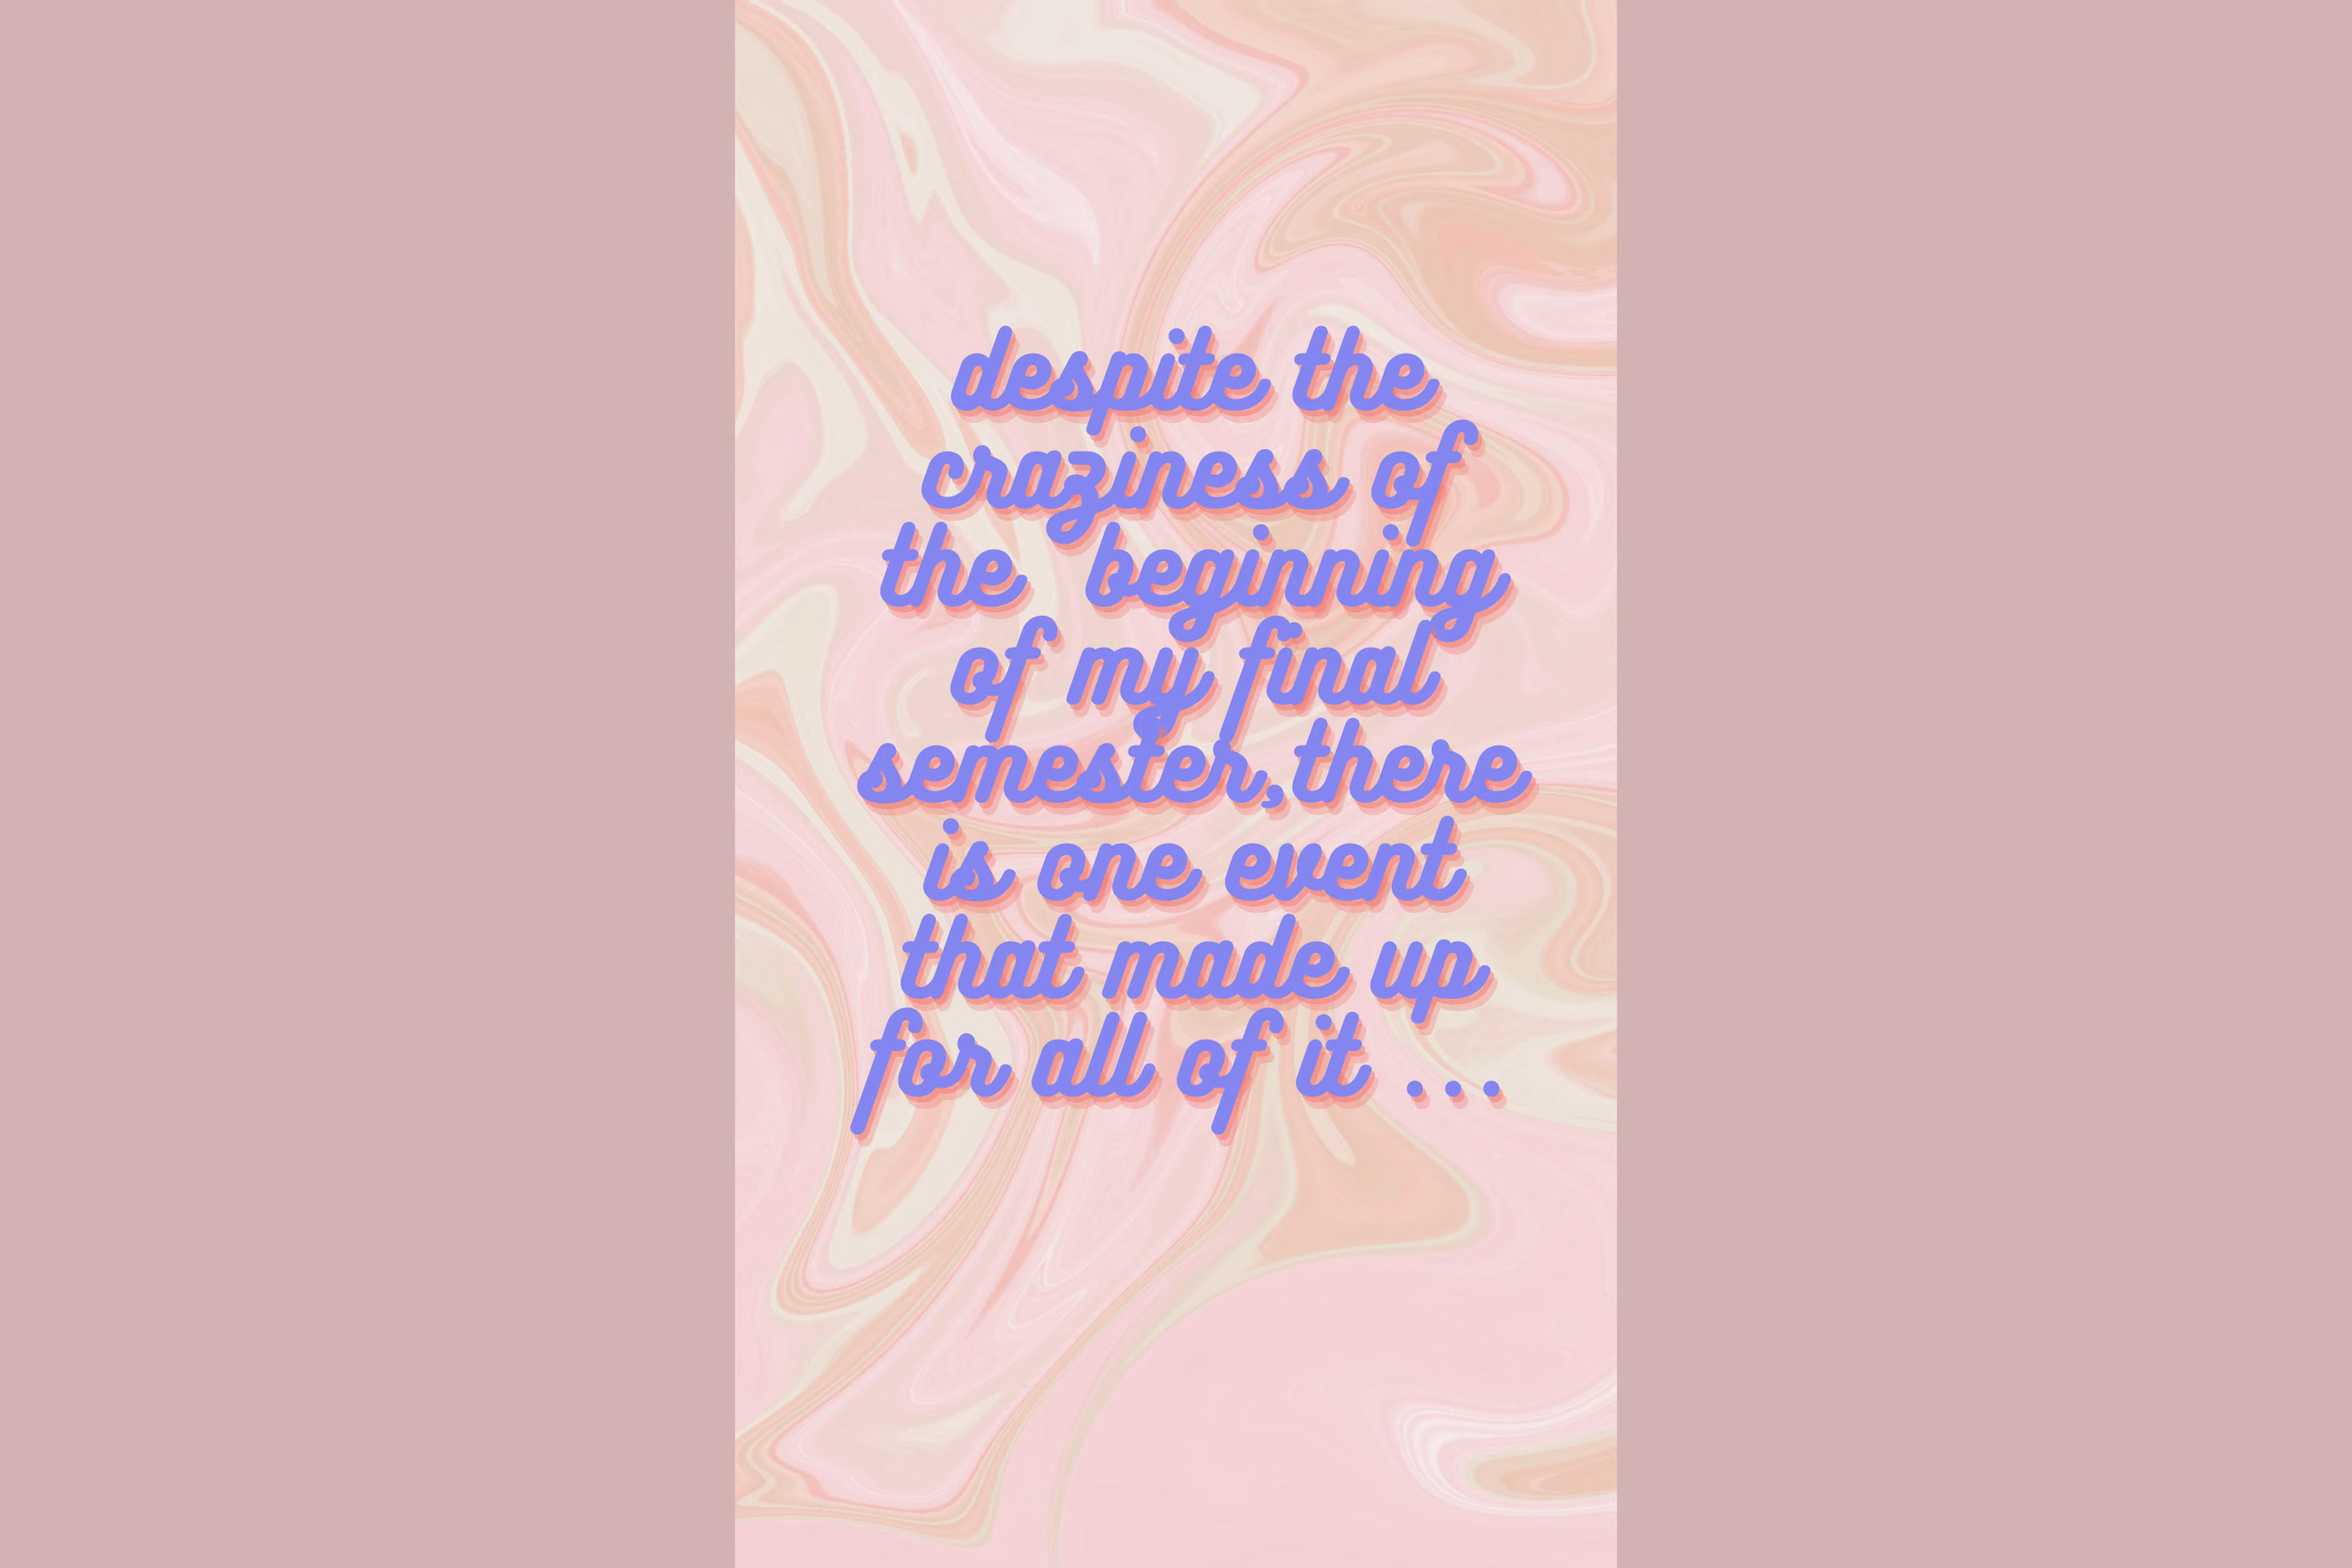 despite the
craziness of
the beginning
of my final
semester, there
is one event
that made up
for all of it ...